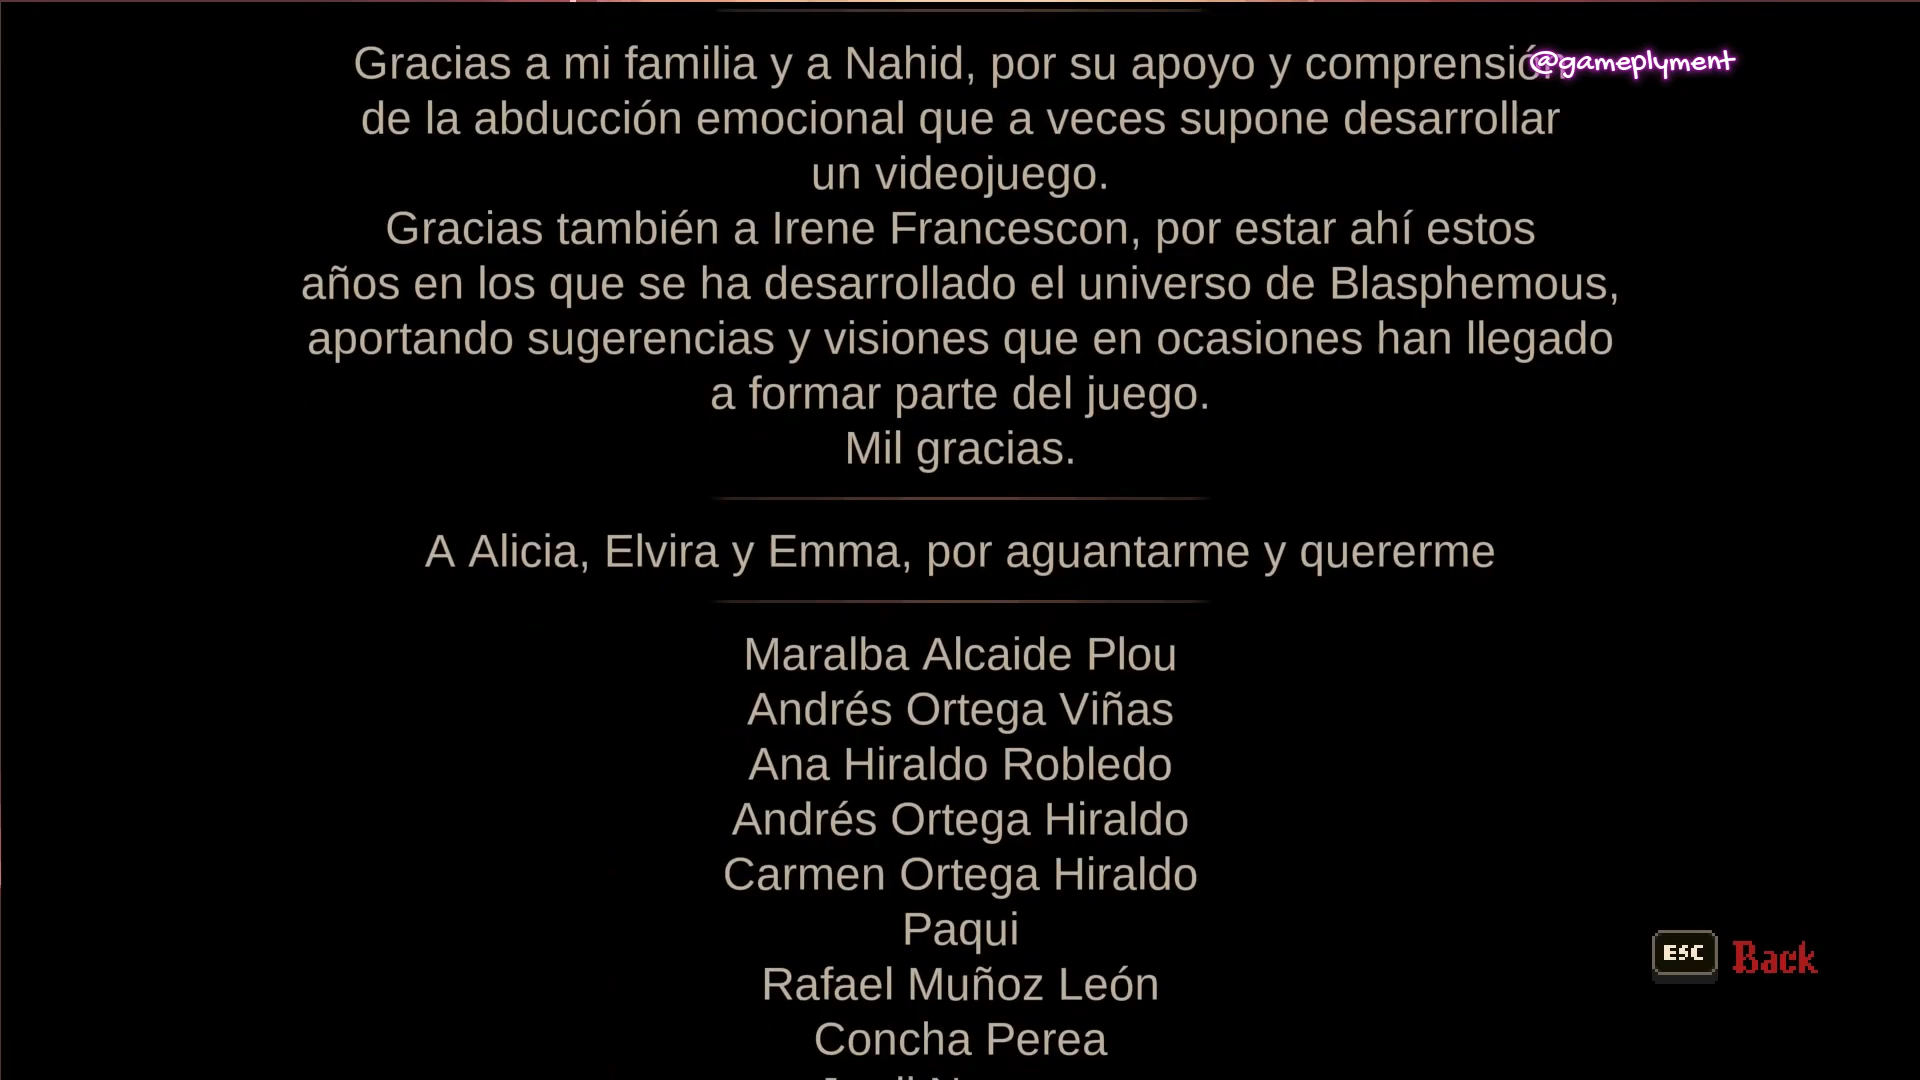 Gracias a mi familia y a Nahid, por su apoyo y comprensión
@gameplyment
de la abducción emocional que a veces supone desarrollar
un videojuego.
Gracias también a Irene Francescon, por estar ahí estos
años en los que se ha desarrollado el universo de Blasphemous,
aportando sugerencias y visiones que en ocasiones han llegado
a formar parte del juego.
Mil gracias.
A Alicia, Elvira y Emma, por aguantarme y quererme
Maralba Alcaide Plou
Andrés Ortega Viñas
Ana Hiraldo Robledo
Andrés Ortega Hiraldo
Carmen Ortega Hiraldo
Paqui
Rafael Muñoz León
Concha Perea
ESC Back